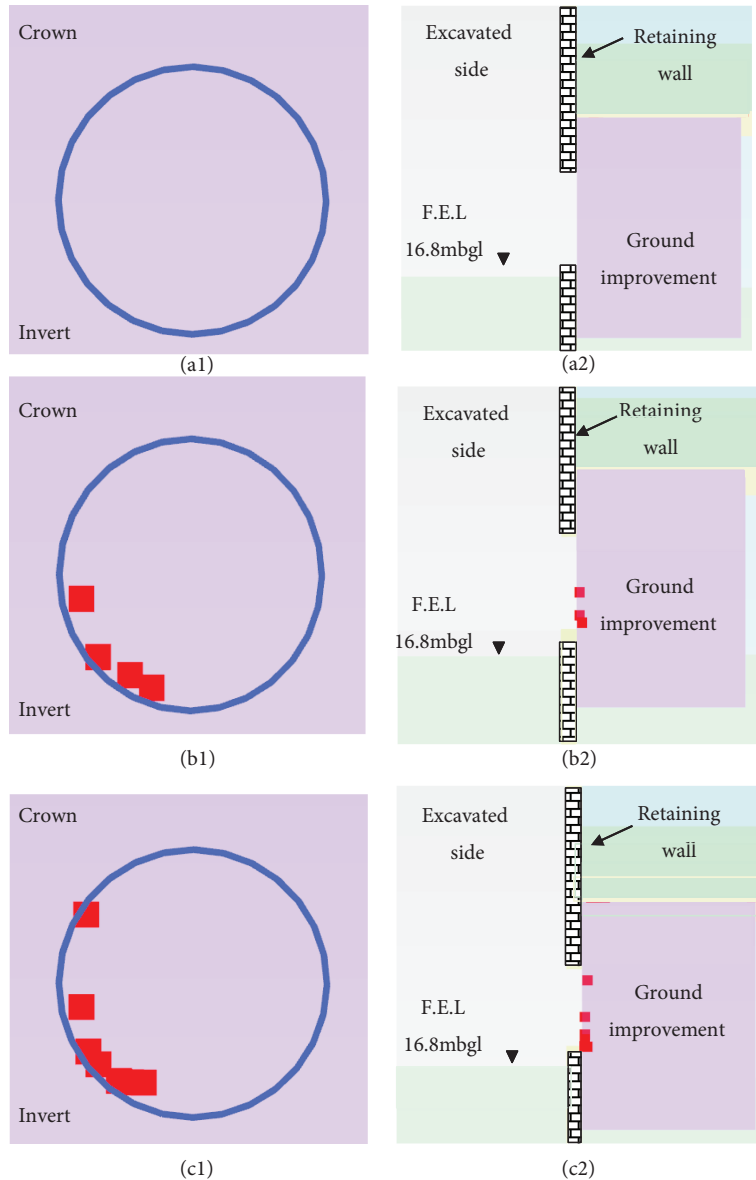 Crown
Invert
(a1)
Excavated
side
Retaining
wall
F.E.L
16.8mbgl
Ground
improvement
(a2)
Crown
Invert
(b1)
Excavated
side
Retaining
wall
F.E.L
16.8mbgl
Ground
improvement
(b2)
Crown
Invert
(c1)
Excavated
side
Retaining
wall
F.E.L
16.8mbgl
Ground
improvement
(c2)